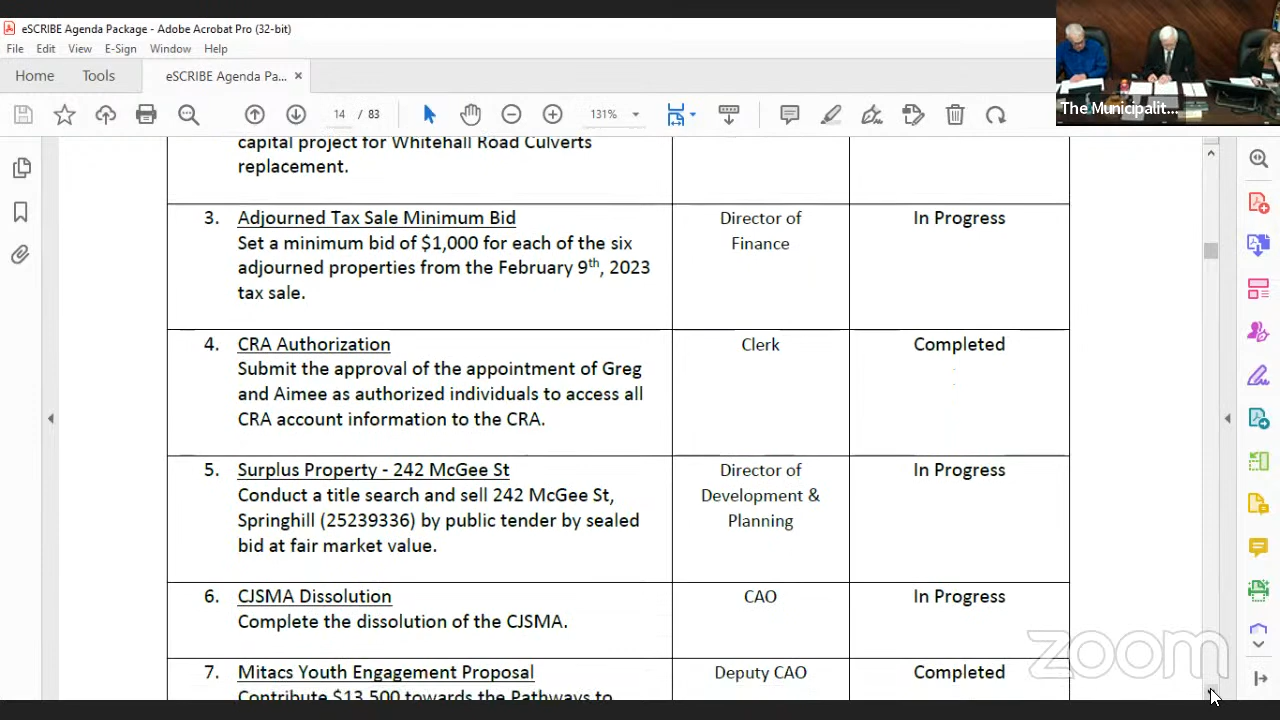 eSCRIBE Agenda Package - Adobe Acrobat Pro (32-bit)
File Edit View E-Sign Window Help
Home Tools eSCRIBE Agenda Pa... ×
14 / 83 131%
The Municipalit...
capital project for Whitehall Road Culverts
replacement.
3. Adjourned Tax Sale Minimum Bid
Set a minimum bid of $1,000 for each of the six
adjourned properties from the February 9th, 2023
tax sale.
Director of
Finance
In Progress
4. CRA Authorization
Submit the approval of the appointment of Greg
and Aimee as authorized individuals to access all
CRA account information to the CRA.
Clerk
Completed
5. Surplus Property - 242 McGee St
Conduct a title search and sell 242 McGee St,
Springhill (25239336) by public tender by sealed
bid at fair market value.
Director of
Development &
Planning
In Progress
6. CJSMA Dissolution
Complete the dissolution of the CJSMA.
CAO
In Progress
7. Mitacs Youth Engagement Proposal
Contribute $13,500 towards the Pathways to
Deputy CAO
Completed
zoom